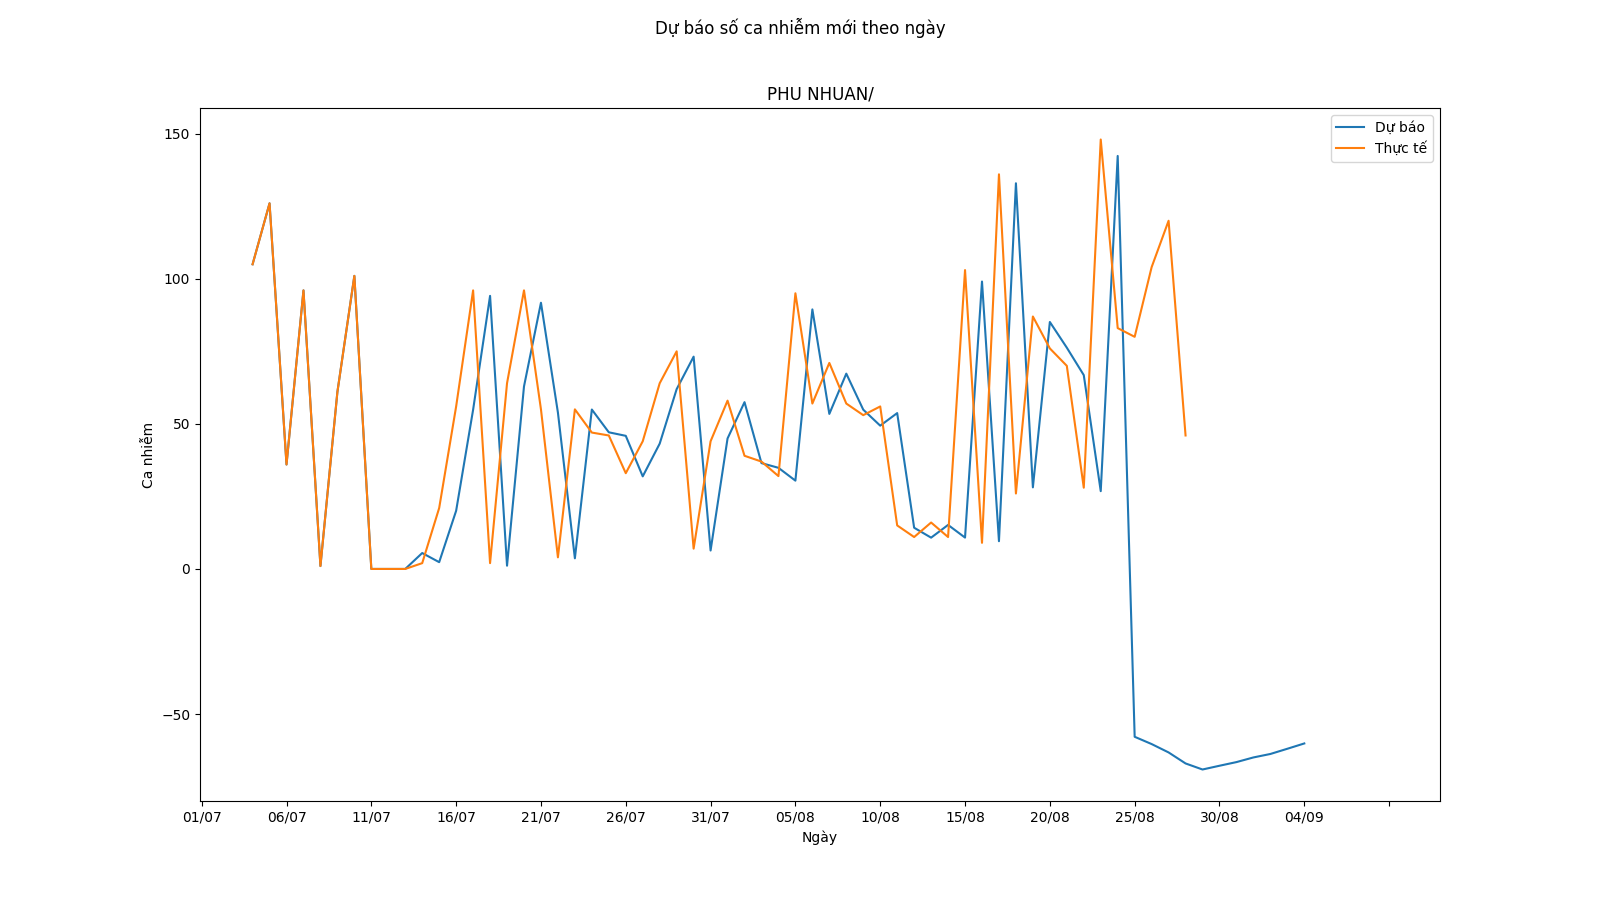 Dự báo số ca nhiễm mới theo ngày
PHU NHUAN/
Dự báo
Thực tế
150
100
50
0
−50
Ca nhiễm
01/07 06/07 11/07 16/07 21/07 26/07 31/07 05/08 10/08 15/08 20/08 25/08 30/08 04/09
Ngày